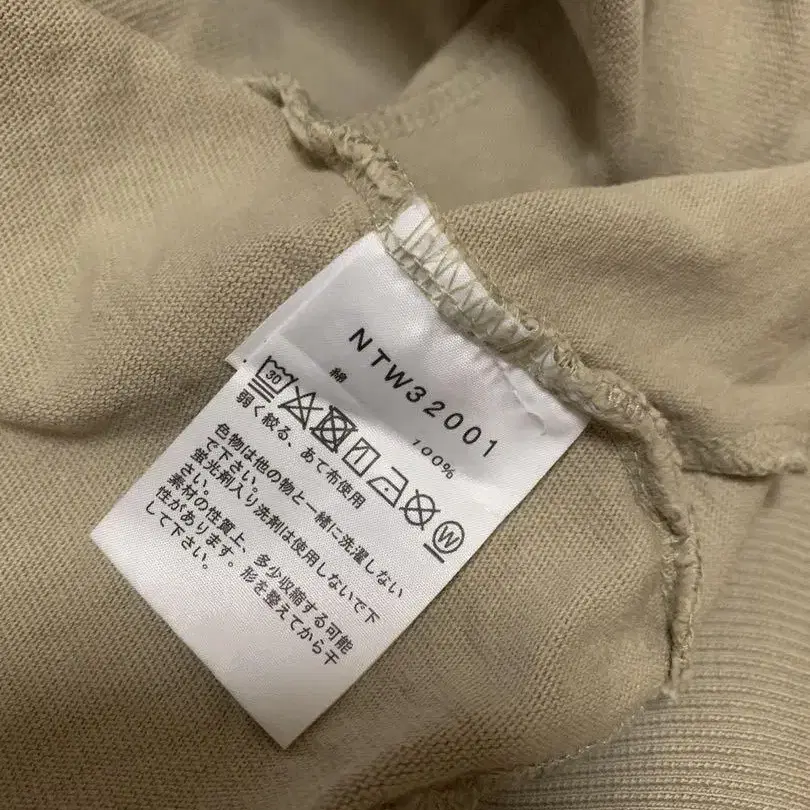 NTW32001
綿 100%
30
W
弱く絞る、あて布使用
色物は他の物と一緒に洗濯しない
で下さい。
蛍光剤入り洗剤は使用しないで下
さい。
素材の性質上、多少収縮する可能
性があります。形を整えてから干
して下さい。